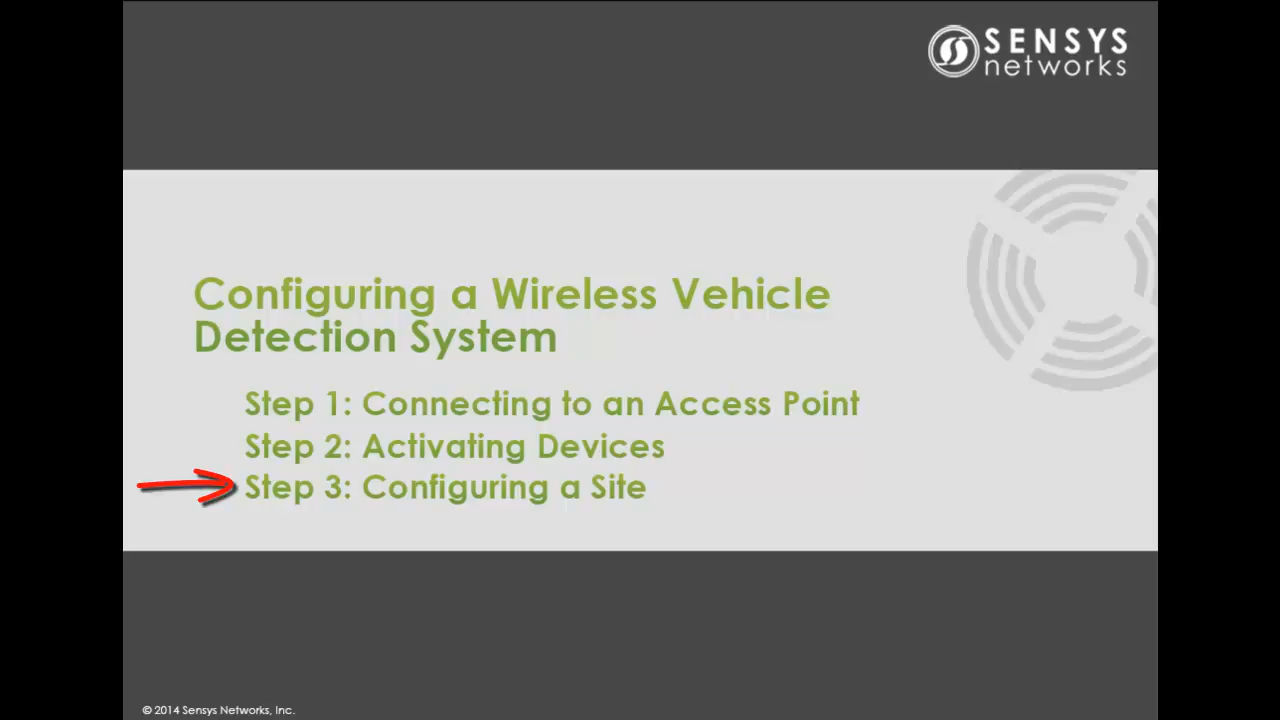 SENSYS
networks
Configuring a Wireless Vehicle
Detection System
Step 1: Connecting to an Access Point
Step 2: Activating Devices
Step 3: Configuring a Site
© 2014 Sensys Networks, Inc.